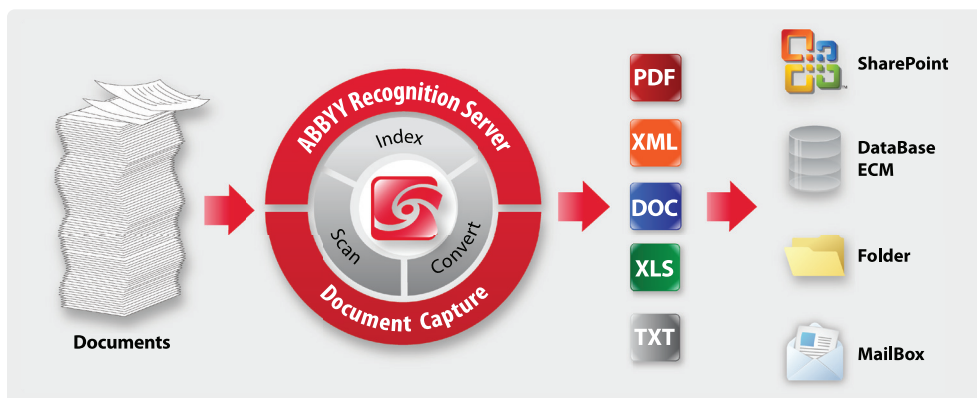 Documents
ABBYY Recognition Server
Index
Scan
Convert
Document Capture
PDF
XML
DOC
XLS
TXT
SharePoint
DataBase
ECM
Folder
MailBox